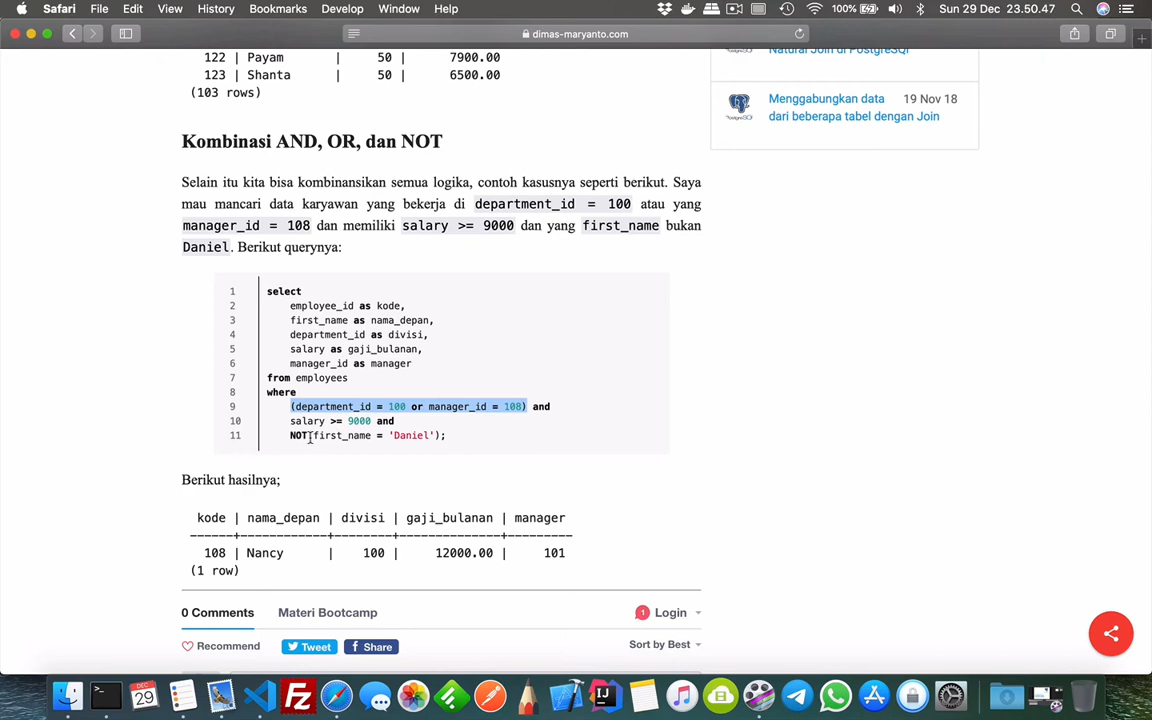 Safari File Edit View History Bookmarks Develop Window Help 100% Sun 29 Dec 23.50.47
dimas-maryanto.com
122 | Payam | 50 | 7900.00
123 | Shanta | 50 | 6500.00
(103 rows)
Natural Join di PostgreSQL
Menggabungkan data 19 Nov 18
dari beberapa tabel dengan Join
Kombinasi AND, OR, dan NOT
Selain itu kita bisa kombinansikan semua logika, contoh kasusnya seperti berikut. Saya
mau mancari data karyawan yang bekerja di department_id = 100 atau yang
manager_id = 108 dan memiliki salary >= 9000 dan yang first_name bukan
Daniel. Berikut querynya:
1 select
2 employee_id as kode,
3 first_name as nama_depan,
4 department_id as divisi,
5 salary as gaji_bulanan,
6 manager_id as manager
7 from employees
8 where
9 (department_id = 100 or manager_id = 108) and
10 salary >= 9000 and
11 NOT(first_name = 'Daniel');
Berikut hasilnya;
kode | nama_depan | divisi | gaji_bulanan | manager
------+------------+--------+--------------+---------
108 | Nancy | 100 | 12000.00 | 101
(1 row)
0 Comments Materi Bootcamp 1 Login
Recommend Tweet Share Sort by Best